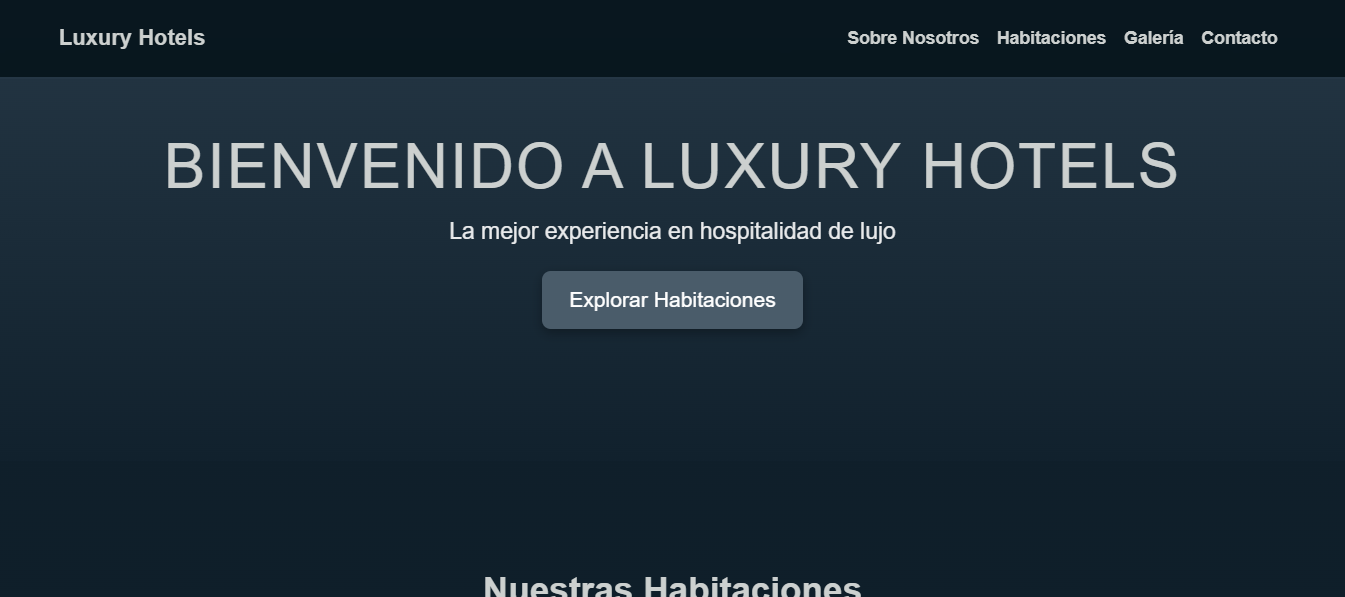 Luxury Hotels
Sobre Nosotros Habitaciones Galería Contacto
BIENVENIDO A LUXURY HOTELS
La mejor experiencia en hospitalidad de lujo
Explorar Habitaciones
Nuestras Habitaciones